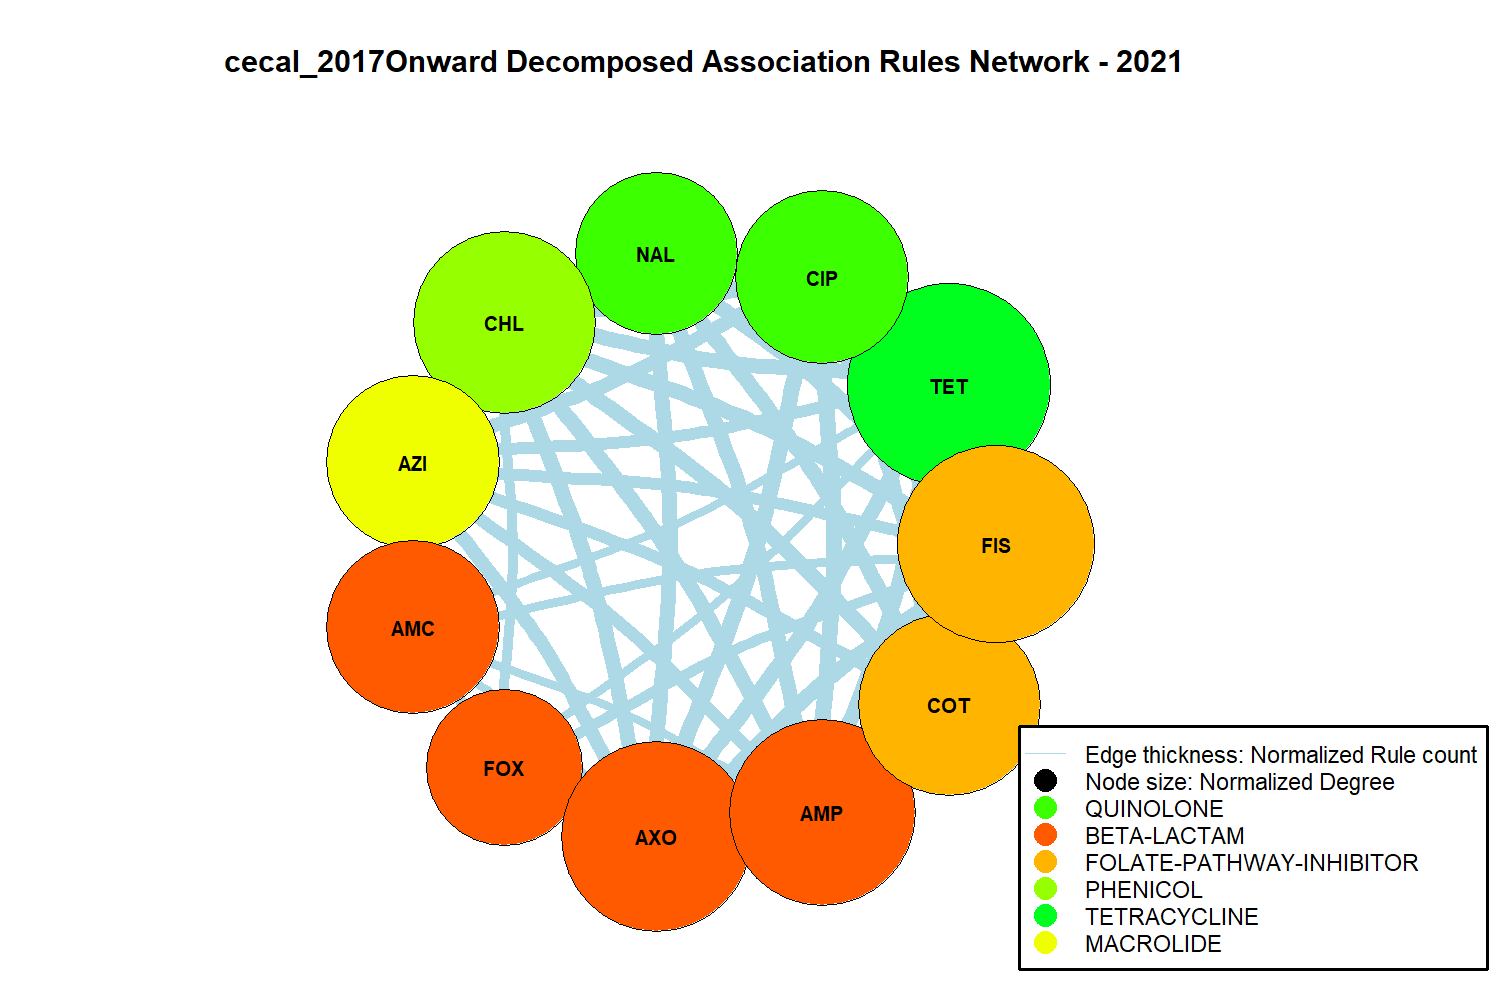 cecal_2017Onward Decomposed Association Rules Network - 2021
NAL
CIP
CHL
TET
AZI
FIS
AMC
COT
FOX
AMP
AXO
Edge thickness: Normalized Rule count
Node size: Normalized Degree
QUINOLONE
BETA-LACTAM
FOLATE-PATHWAY-INHIBITOR
PHENICOL
TETRACYCLINE
MACROLIDE